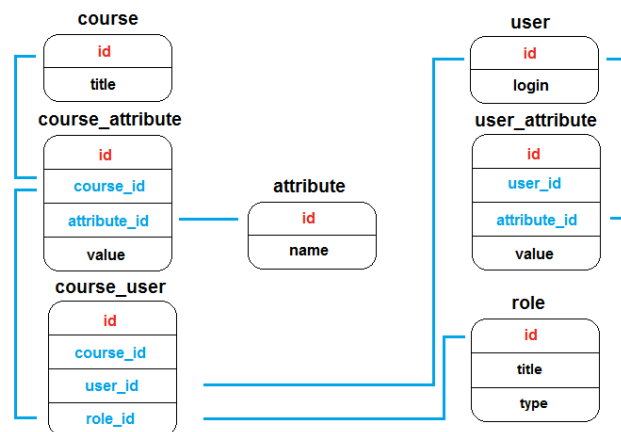 course
id
title
course_attribute
id
course_id
attribute_id
value
course_user
id
course_id
user_id
role_id
attribute
id
name
user
id
login
user_attribute
id
user_id
attribute_id
value
role
id
title
type